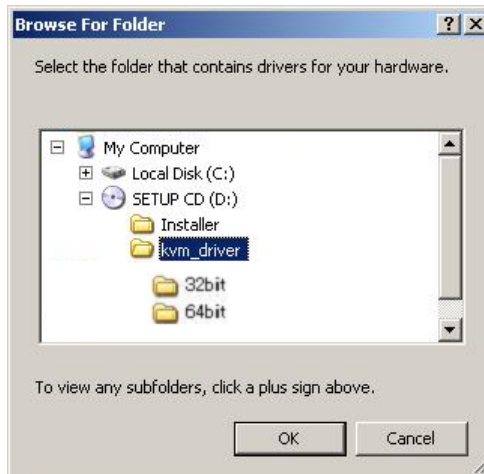 Browse For Folder
Select the folder that contains drivers for your hardware.
My Computer
Local Disk (C:)
SETUP CD (D:)
Installer
kvm_driver
32bit
64bit
To view any subfolders, click a plus sign above.
OK Cancel